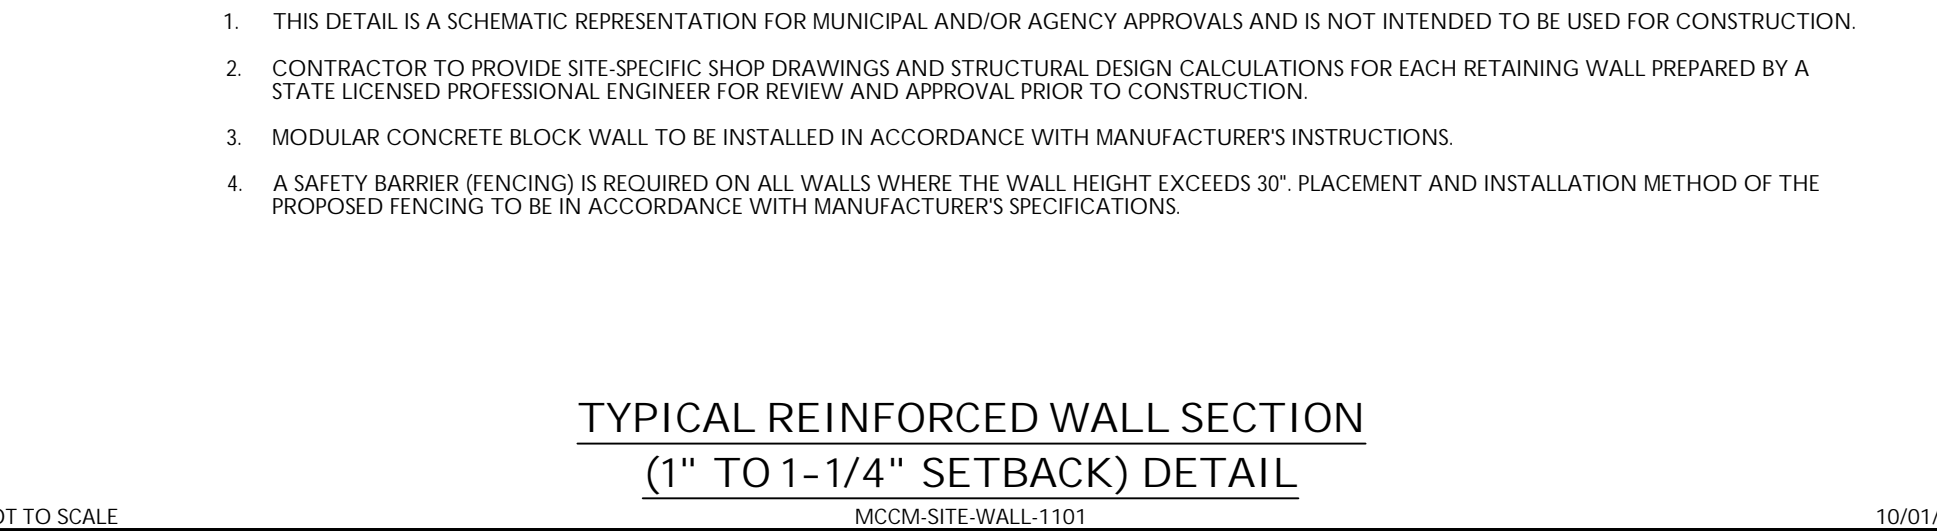 1. THIS DETAIL IS A SCHEMATIC REPRESENTATION FOR MUNICIPAL AND/OR AGENCY APPROVALS AND IS NOT INTENDED TO BE USED FOR CONSTRUCTION.
2. CONTRACTOR TO PROVIDE SITE-SPECIFIC SHOP DRAWINGS AND STRUCTURAL DESIGN CALCULATIONS FOR EACH RETAINING WALL PREPARED BY A
STATE LICENSED PROFESSIONAL ENGINEER FOR REVIEW AND APPROVAL PRIOR TO CONSTRUCTION.
3. MODULAR CONCRETE BLOCK WALL TO BE INSTALLED IN ACCORDANCE WITH MANUFACTURER'S INSTRUCTIONS.
4. A SAFETY BARRIER (FENCING) IS REQUIRED ON ALL WALLS WHERE THE WALL HEIGHT EXCEEDS 30". PLACEMENT AND INSTALLATION METHOD OF THE
PROPOSED FENCING TO BE IN ACCORDANCE WITH MANUFACTURER'S SPECIFICATIONS.
TYPICAL REINFORCED WALL SECTION
(1" TO 1-1/4" SETBACK) DETAIL
TO SCALE MCCM-SITE-WALL-1101 10/01/